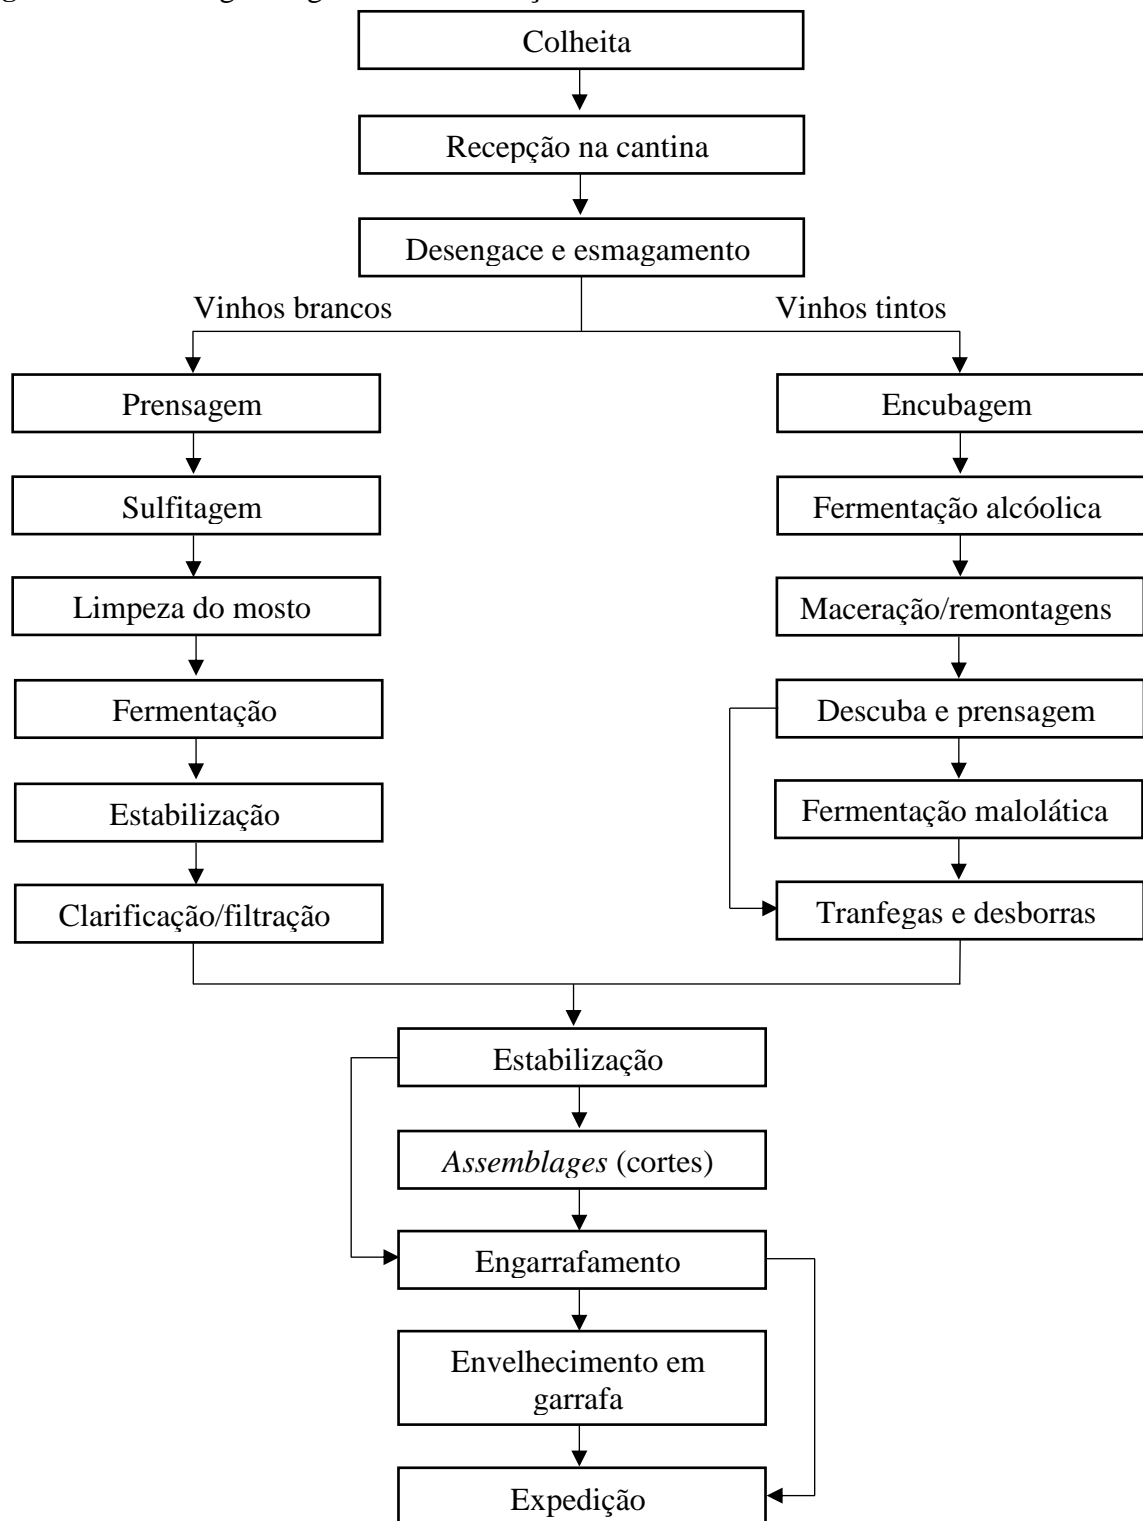 Colheita
Recepção na cantina
Desengace e esmagamento
Vinhos brancos
Vinhos tintos
Prensagem
Encubagem
Sulfitagem
Fermentação alcóolica
Limpeza do mosto
Maceração/remontagens
Fermentação
Descuba e prensagem
Estabilização
Fermentação malolática
Clarificação/filtração
Tranfegas e desborras
Estabilização
Assemblages (cortes)
Engarrafamento
Envelhecimento em
garrafa
Expedição